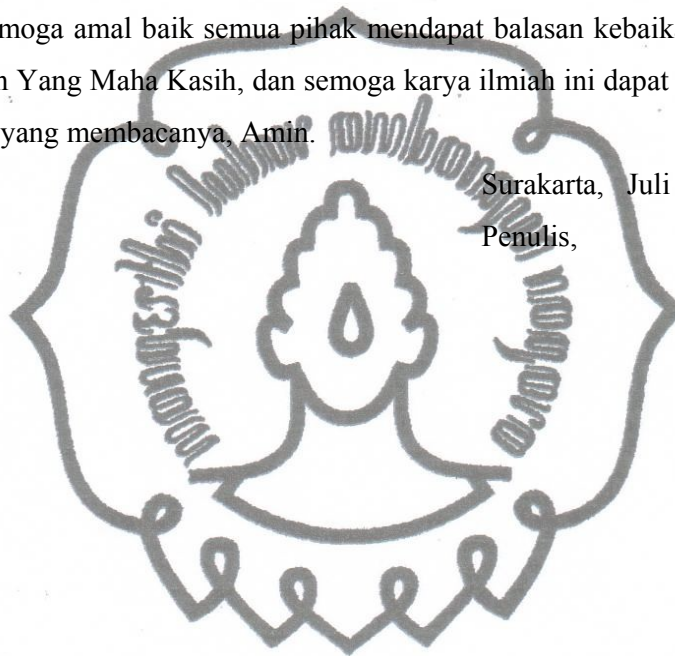 moga amal baik semua pihak mendapat balasan kebaik
n Yang Maha Kasih, dan semoga karya ilmiah ini dapat
yang membacanya, Amin.
Surakarta, Juli
Penulis,